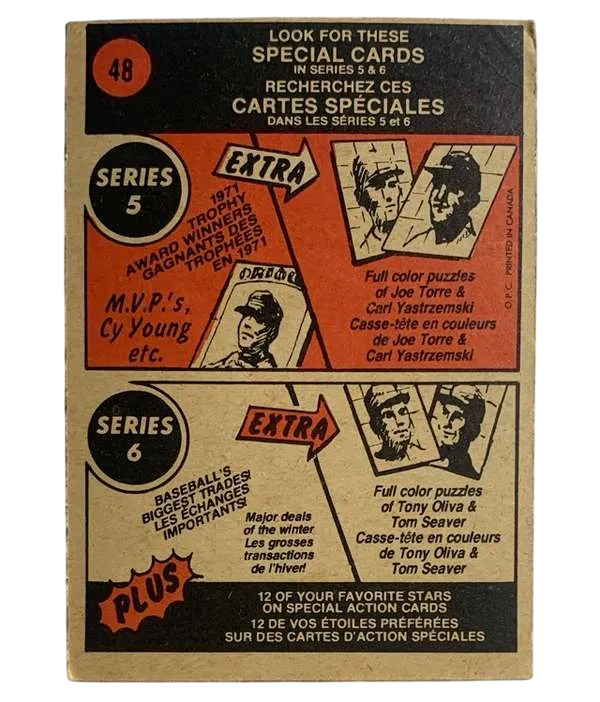 48
LOOK FOR THESE
SPECIAL CARDS
IN SERIES 5 & 6
RECHERCHEZ CES
CARTES SPÉCIALES
DANS LES SÉRIES 5 et 6
SERIES
5
EXTRA
1971
TROPHY
AWARD WINNERS
GAGNANTS DES
TROPHÉES
EN 1971
M.V.P.'s,
Cy Young
etc.
Full color puzzles
of Joe Torre &
Carl Yastrzemski
Casse-tête en couleurs
de Joe Torre &
Carl Yastrzemski
O.P.C. PRINTED IN CANADA
SERIES
6
EXTRA
BASEBALL'S
BIGGEST TRADES!
LES ÉCHANGES
IMPORTANTS!
Major deals
of the winter
Les grosses
transactions
de l'hiver!
Full color puzzles
of Tony Oliva &
Tom Seaver
Casse-tête en couleurs
de Tony Oliva &
Tom Seaver
PLUS
12 OF YOUR FAVORITE STARS
ON SPECIAL ACTION CARDS
12 DE VOS ÉTOILES PRÉFÉRÉES
SUR DES CARTES D'ACTION SPÉCIALES